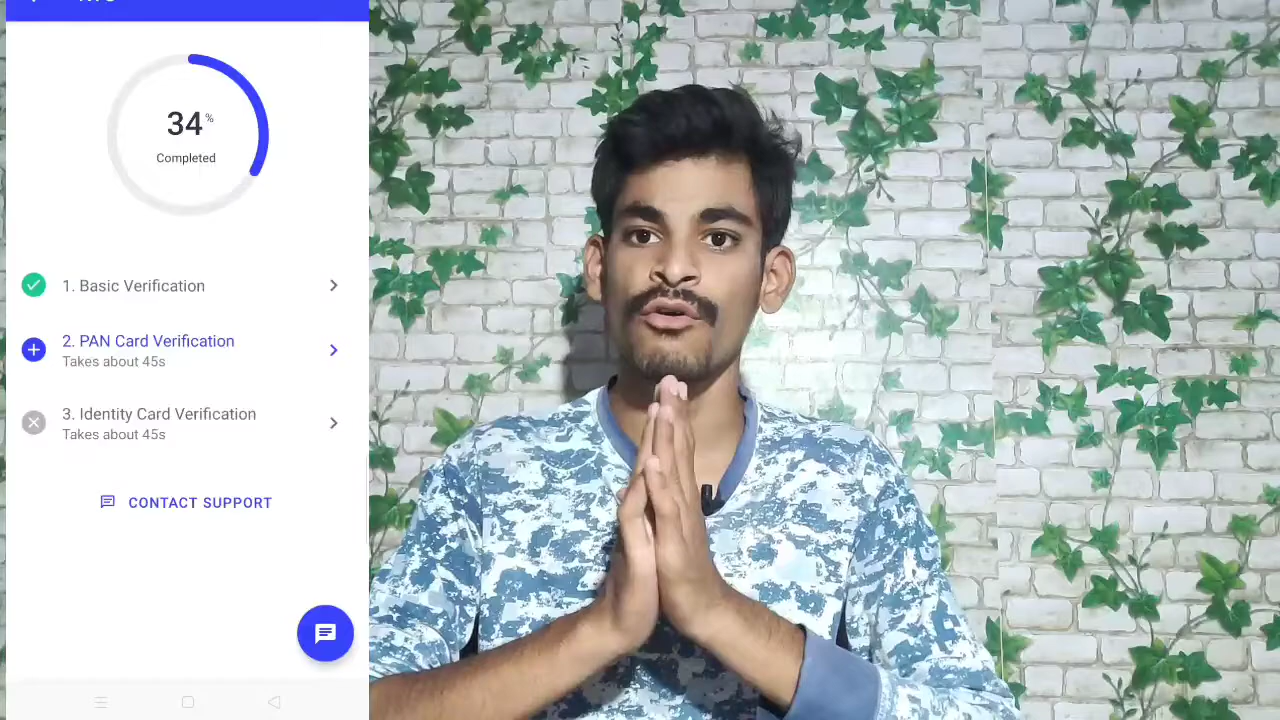 34 %
Completed
1. Basic Verification
2. PAN Card Verification
Takes about 45s
3. Identity Card Verification
Takes about 45s
CONTACT SUPPORT